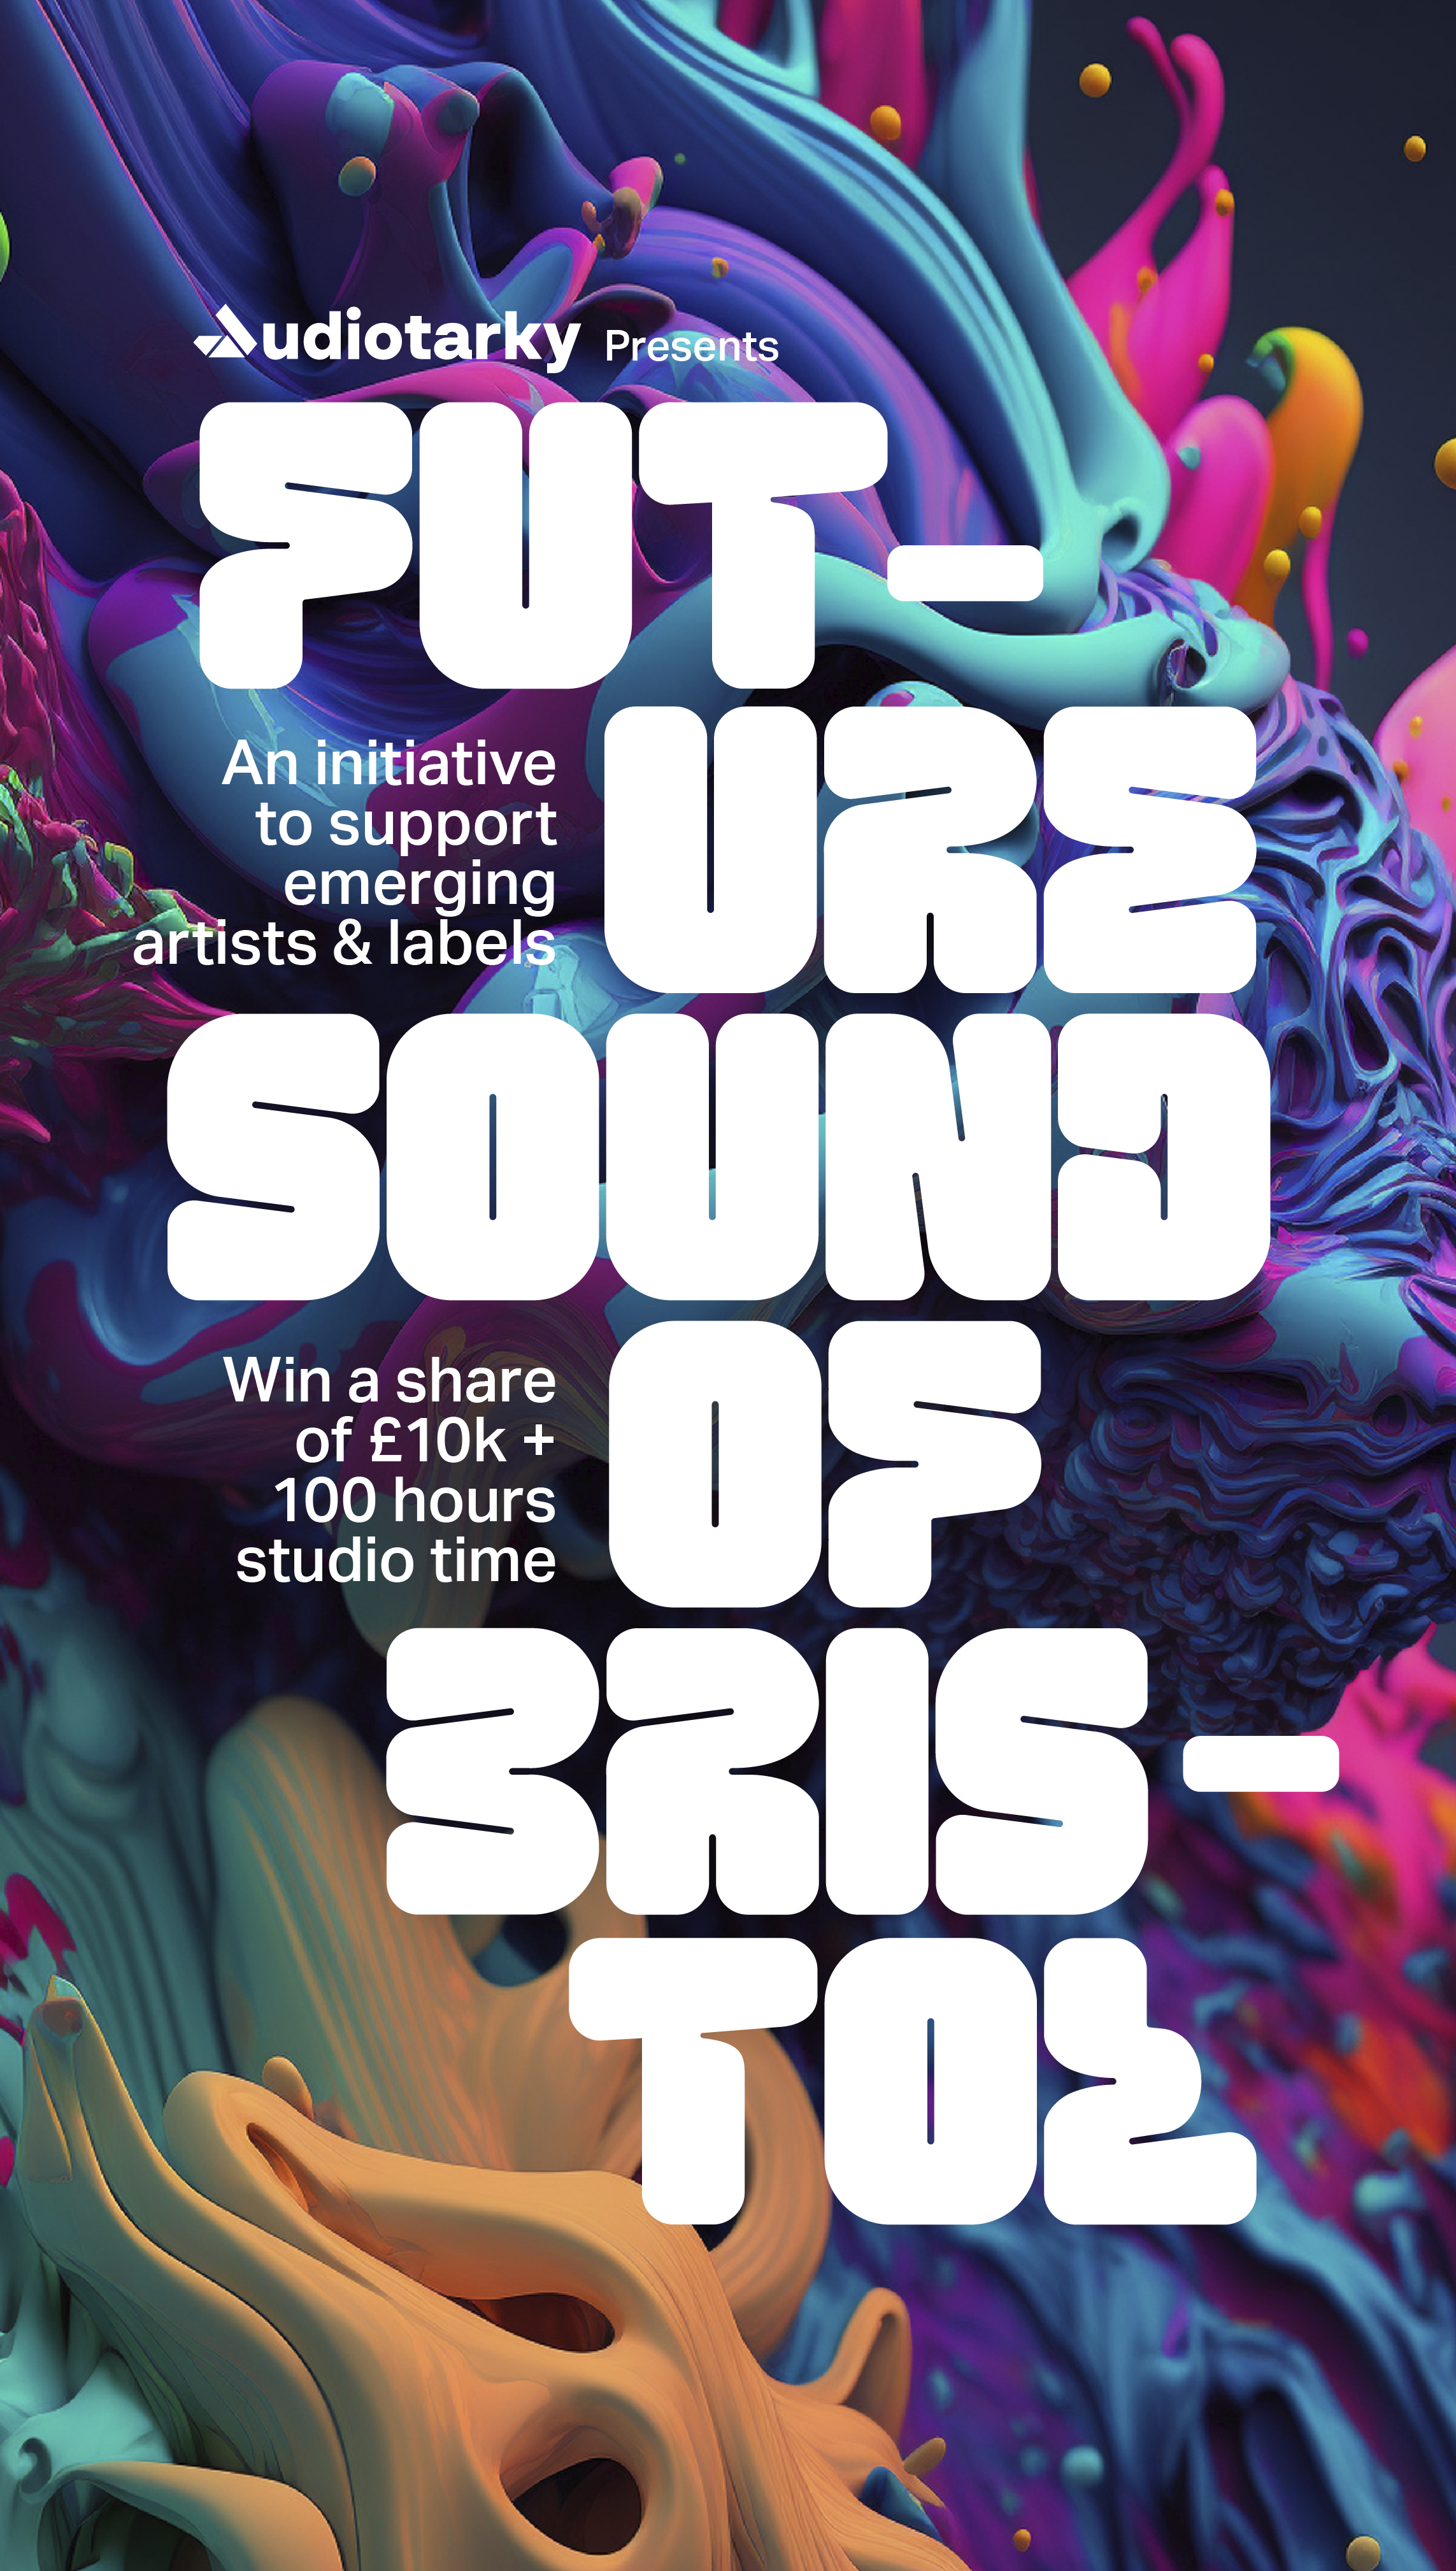 Audiotarky Presents
FUT-
An initiative
to support
emerging
artists & labels
URE
SOUND
Win a share
of £10k +
100 hours
studio time
OF
BRIS-
TOL